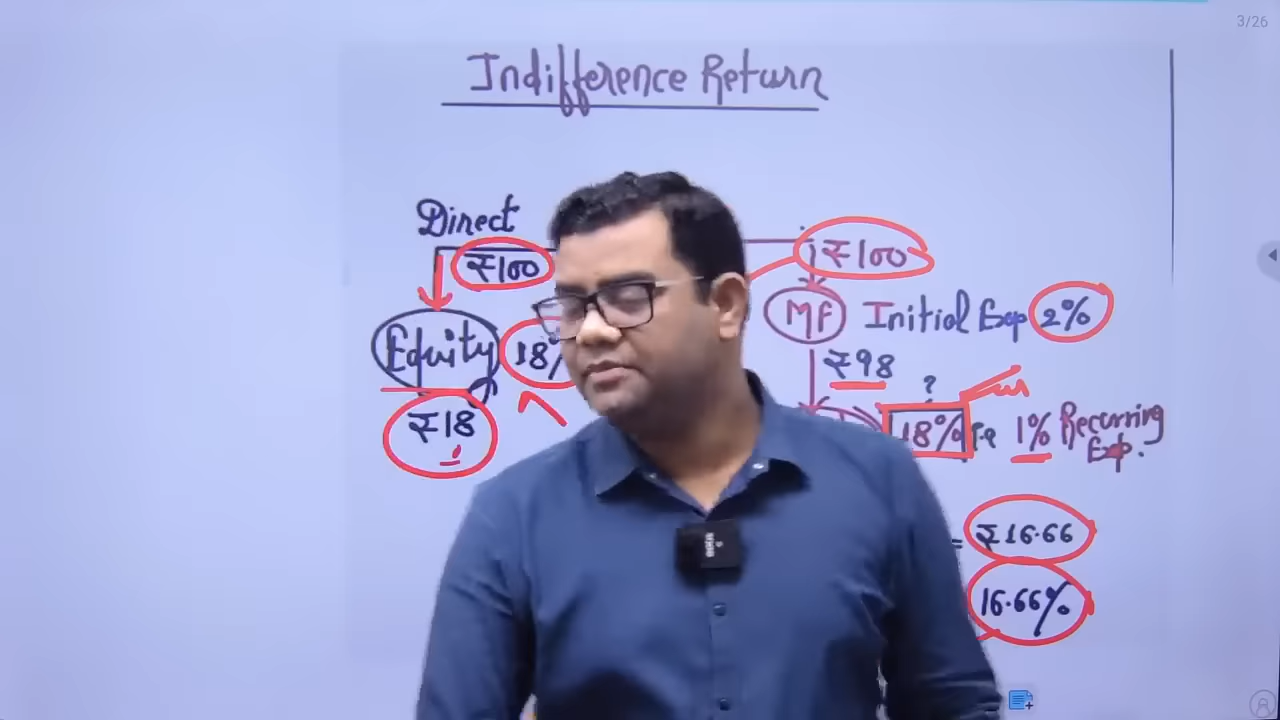 3/26
Indifference Return
Direct
₹100
₹100
MF Initial Exp 2%
Equity 18%
₹98
?
₹18
18% 1% Recurring
Exp.
= ₹16.66
16.66%